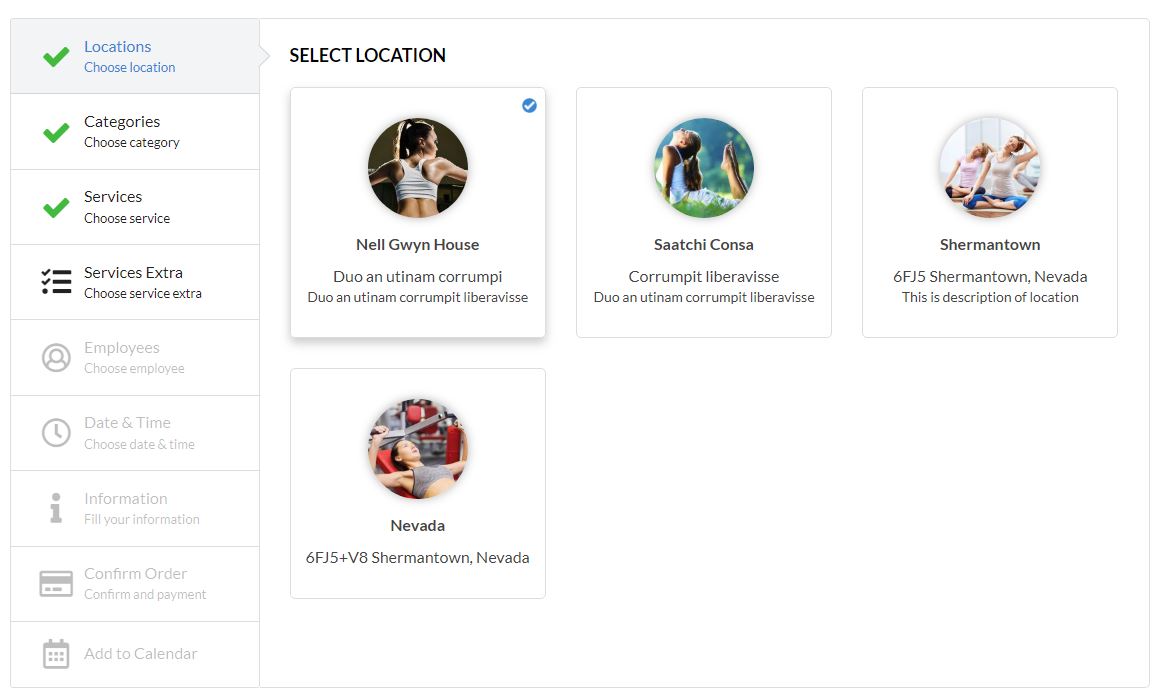 Locations
Choose location
Categories
Choose category
Services
Choose service
Services Extra
Choose service extra
Employees
Choose employee
Date & Time
Choose date & time
Information
Fill your information
Confirm Order
Confirm and payment
Add to Calendar
SELECT LOCATION
Nell Gwyn House
Duo an utinam corrumpi
Duo an utinam corrumpit liberavisse
Saatchi Consa
Corrumpit liberavisse
Duo an utinam corrumpit liberavisse
Shermantown
6FJ5 Shermantown, Nevada
This is description of location
Nevada
6FJ5+V8 Shermantown, Nevada